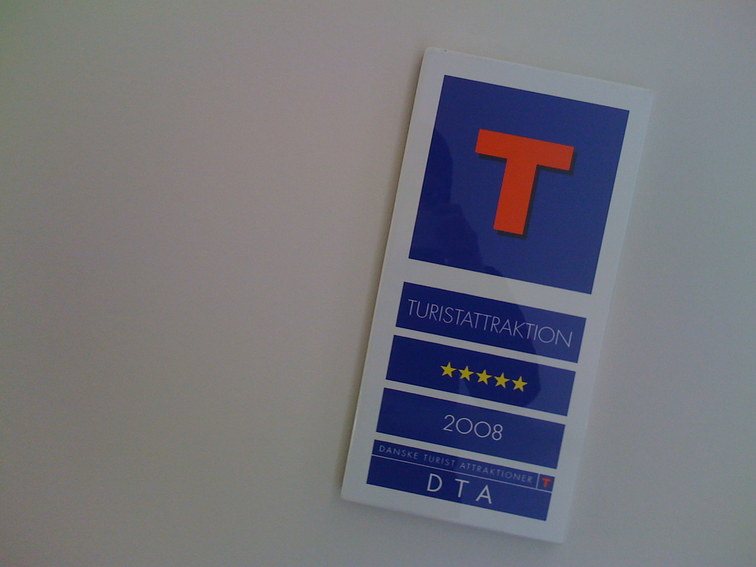 T
TURISTATTRAKTION
★★★★★
2008
DANSKE TURIST ATTRAKTIONER T
DTA